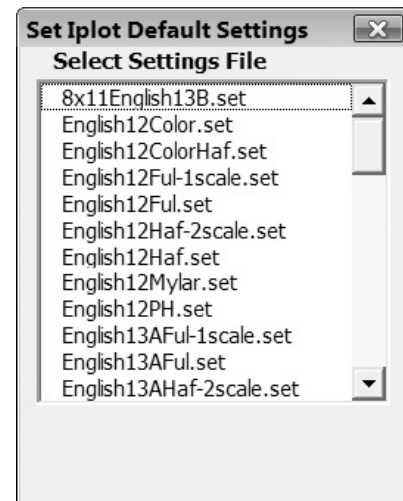 Set Iplot Default Settings
Select Settings File
8x11English13B.set
English12Color.set
English12ColorHaf.set
English12Ful-1scale.set
English12Ful.set
English12Haf-2scale.set
English12Haf.set
English12Mylar.set
English12PH.set
English13AFul-1scale.set
English13AFul.set
English13AHaf-2scale.set